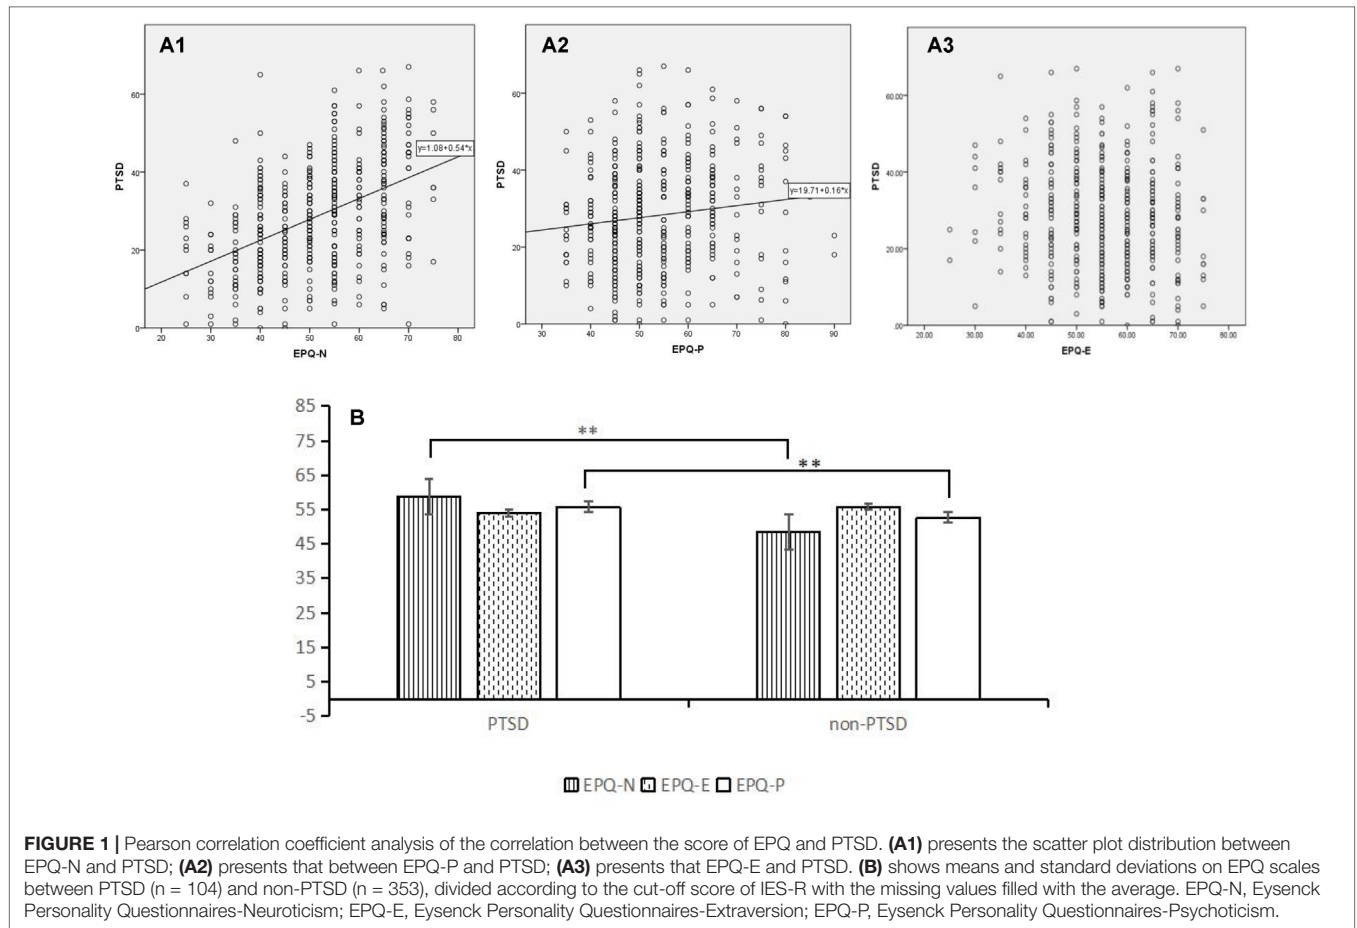 A1
PTSD
60
40
20
0
y=1.08+0.54*x
20 30 40 50 60 70 80
EPQ-N
A2
PTSD
60
40
20
0
y=19.71+0.16*x
30 40 50 60 70 80 90
EPQ-P
A3
PTSD
60.00
40.00
20.00
.00
20.00 30.00 40.00 50.00 60.00 70.00 80.00
EPQ-E
B
85
75
65
55
45
35
25
15
5
-5
**
**
PTSD non-PTSD
EPQ-N EPQ-E EPQ-P
FIGURE 1 | Pearson correlation coefficient analysis of the correlation between the score of EPQ and PTSD. (A1) presents the scatter plot distribution between
EPQ-N and PTSD; (A2) presents that between EPQ-P and PTSD; (A3) presents that EPQ-E and PTSD. (B) shows means and standard deviations on EPQ scales
between PTSD (n = 104) and non-PTSD (n = 353), divided according to the cut-off score of IES-R with the missing values filled with the average. EPQ-N, Eysenck
Personality Questionnaires-Neuroticism; EPQ-E, Eysenck Personality Questionnaires-Extraversion; EPQ-P, Eysenck Personality Questionnaires-Psychoticism.